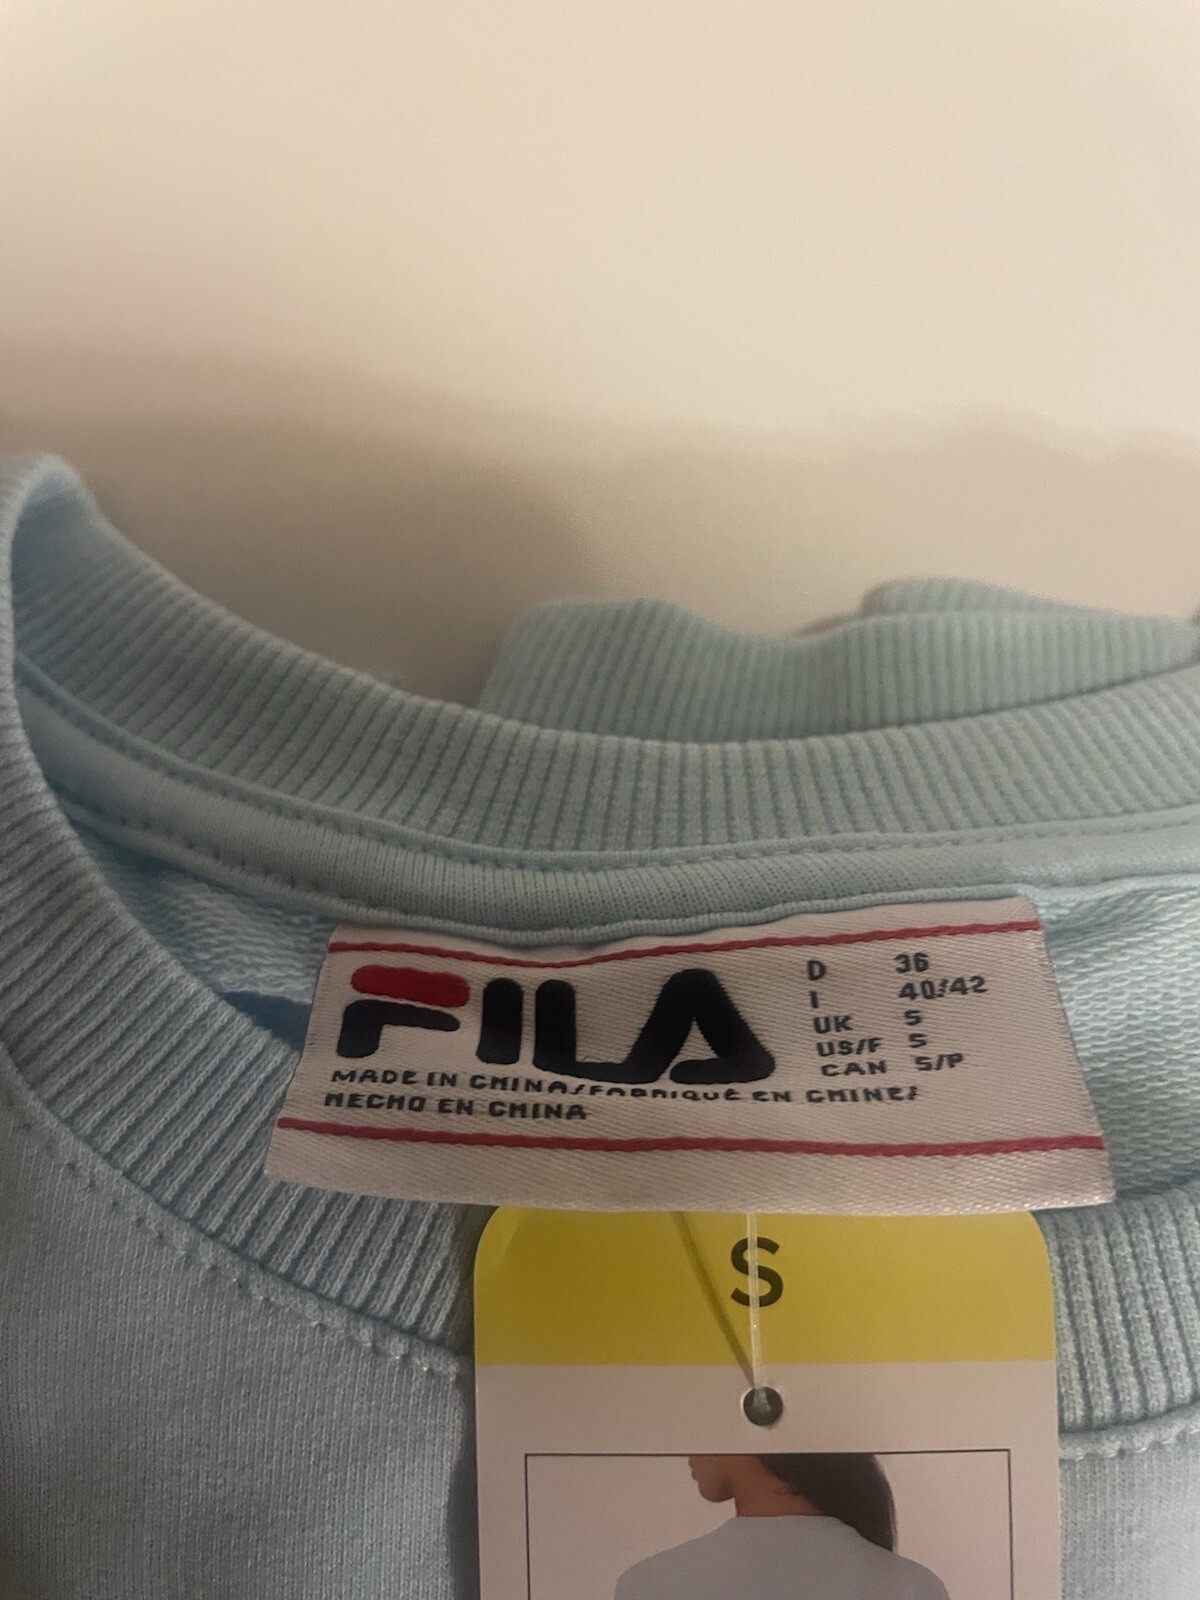 FILA
D 36
I 40/42
UK S
US/F S
CAN S/P
MADE IN CHINA/FABRIQUÉ EN CHINE/
HECHO EN CHINA
S